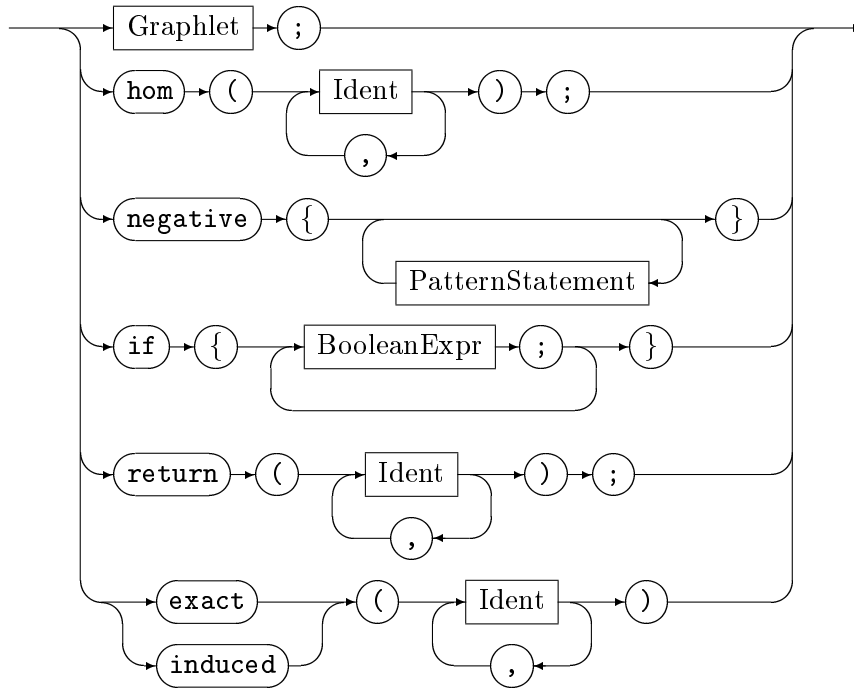 Graphlet ;
hom ( Ident ) ;
,
negative { }
PatternStatement
if { BooleanExpr ; }
return ( Ident ) ;
,
exact ( Ident )
induced ,